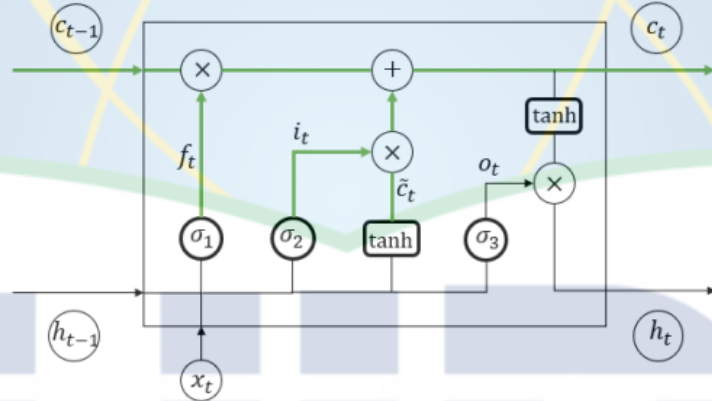 c_{t−1}
c_t
×
+
tanh
i_t
f_t
×
o_t
×
c̃_t
σ_1
σ_2
tanh
σ_3
h_{t−1}
h_t
x_t